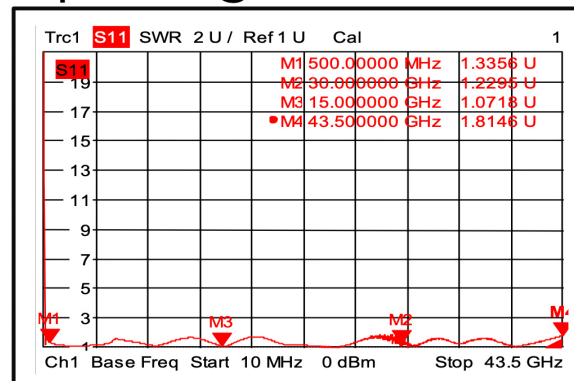 Trc1 S11 SWR 2 U / Ref 1 U Cal 1
S11
M1 500.00000 MHz 1.3356 U
M2 30.000000 GHz 1.2295 U
M3 15.000000 GHz 1.0718 U
M4 43.500000 GHz 1.8146 U
19
17
15
13
11
9
7
5
3
1
M1
M3
M2
Ch1 Base Freq Start 10 MHz 0 dBm Stop 43.5 GHz